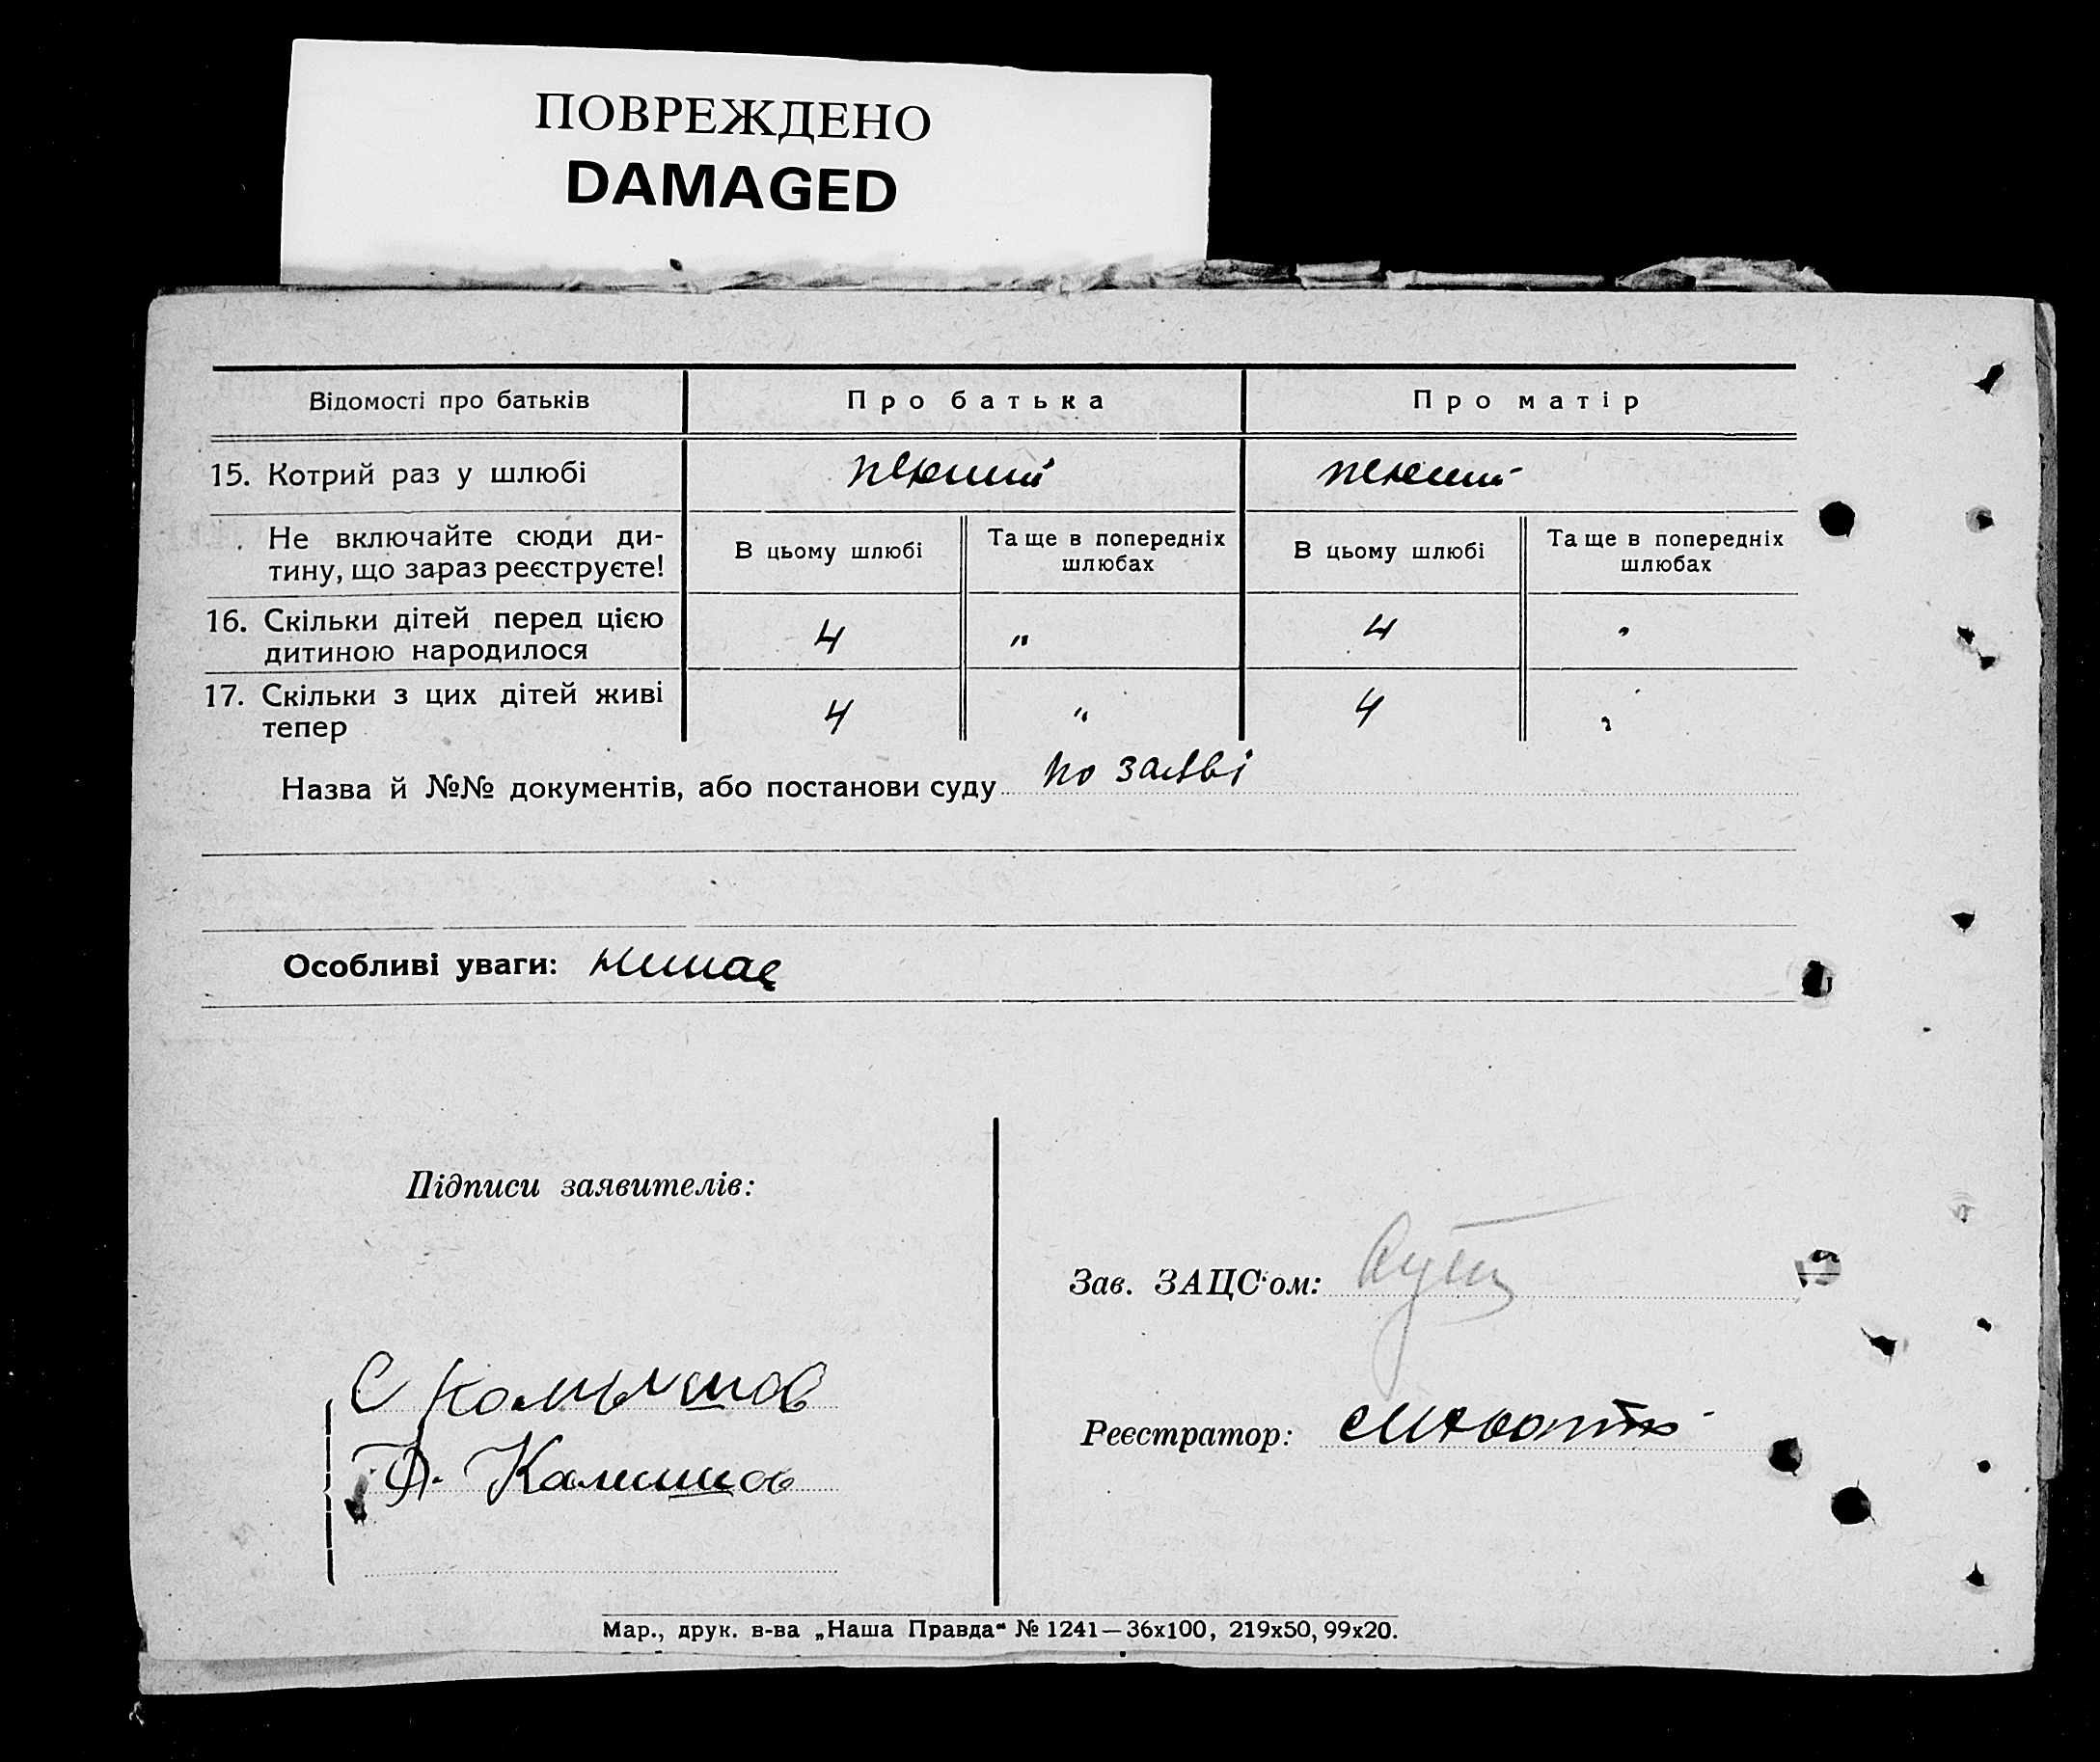 ПОВРЕЖДЕНО
DAMAGED
Відомості про батьків
Про батька
Про матір
15. Котрий раз у шлюбі
перший
перший
Не включайте сюди ди-
тину, що зараз реєструєте!
В цьому шлюбі
Та ще в попередніх
шлюбах
В цьому шлюбі
Та ще в попередніх
шлюбах
16. Скільки дітей перед цією
дитиною народилося
4
"
4
"
17. Скільки з цих дітей живі
тепер
4
"
4
"
Назва й №№ документів, або постанови суду по заяві
Особливі уваги: немає
Підписи заявителів:
Зав. ЗАЦС'ом:
С Камышов
Реєстратор:
Ф. Камишов
Мар., друк. в-ва „Наша Правда“ № 1241—36х100, 219х50, 99х20.